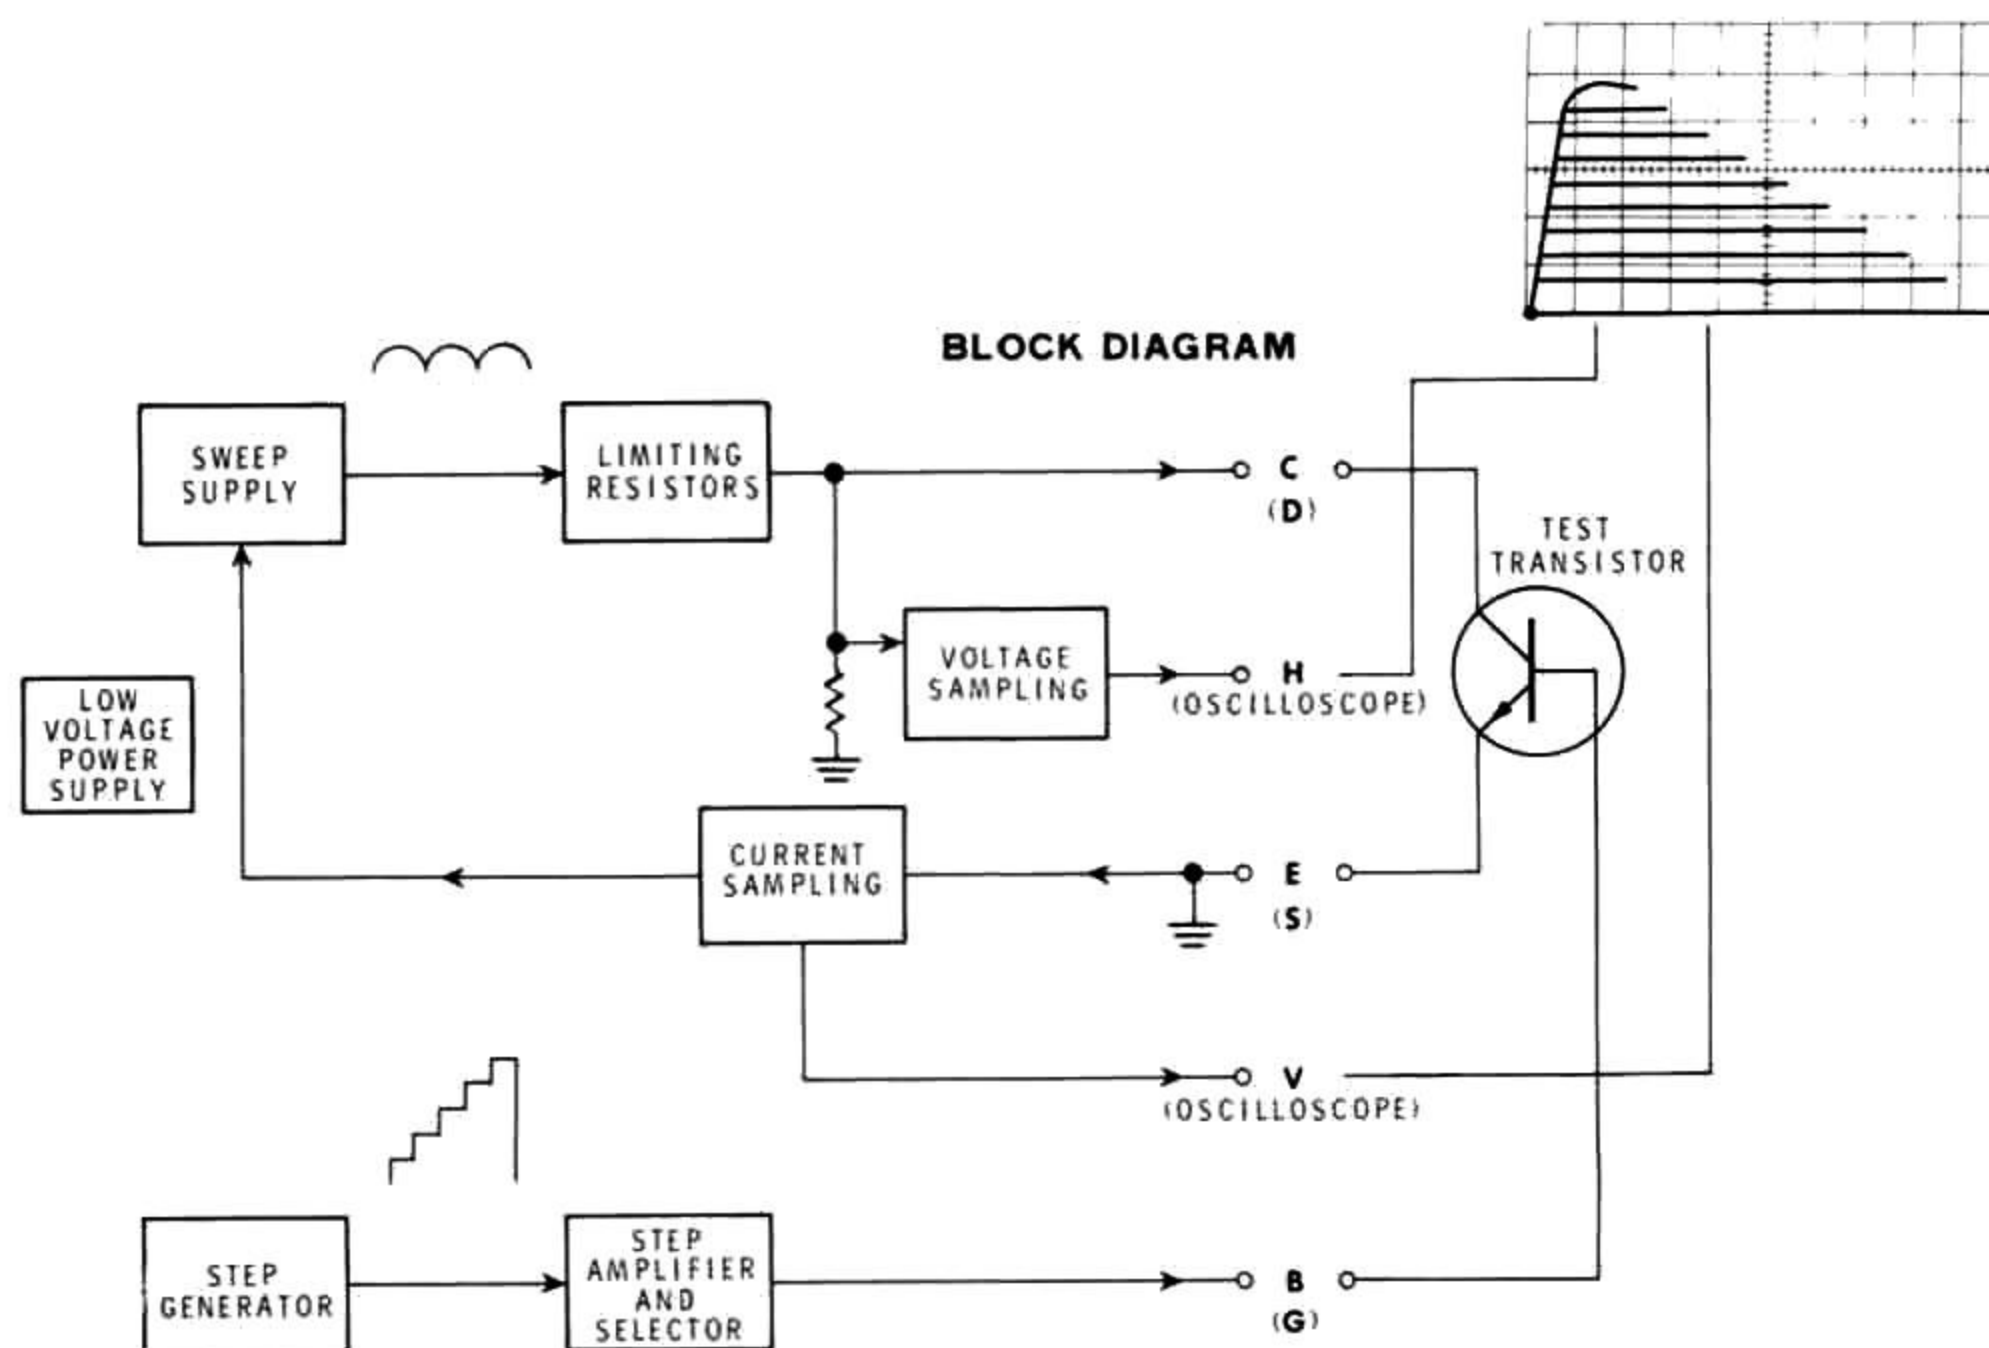 BLOCK DIAGRAM
SWEEP
SUPPLY
LIMITING
RESISTORS
C
(D)
TEST
TRANSISTOR
LOW
VOLTAGE
POWER
SUPPLY
VOLTAGE
SAMPLING
H
(OSCILLOSCOPE)
CURRENT
SAMPLING
E
(S)
V
(OSCILLOSCOPE)
STEP
GENERATOR
STEP
AMPLIFIER
AND
SELECTOR
B
(G)